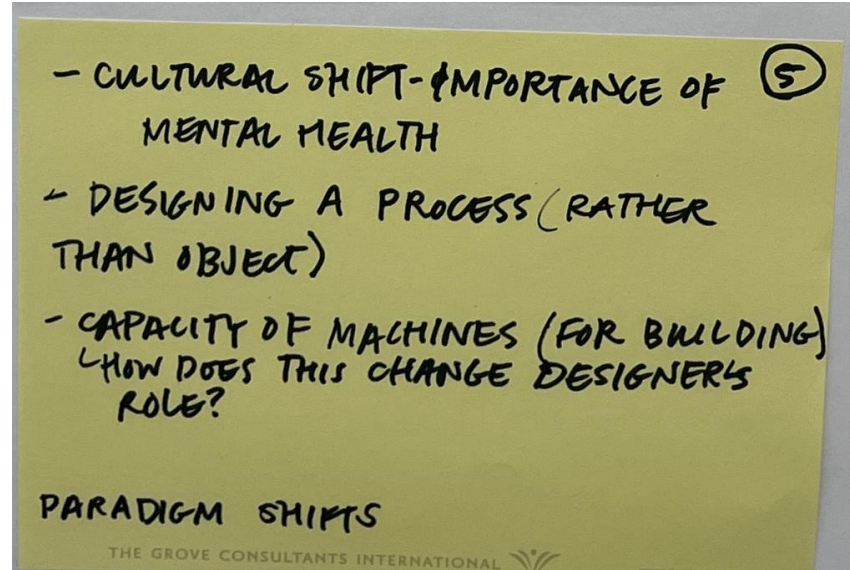 - CULTURAL SHIFT - IMPORTANCE OF
MENTAL HEALTH
5
- DESIGNING A PROCESS (RATHER
THAN OBJECT)
- CAPACITY OF MACHINES (FOR BUILDING)
↳ HOW DOES THIS CHANGE DESIGNER'S
ROLE?
PARADIGM SHIFTS
THE GROVE CONSULTANTS INTERNATIONAL